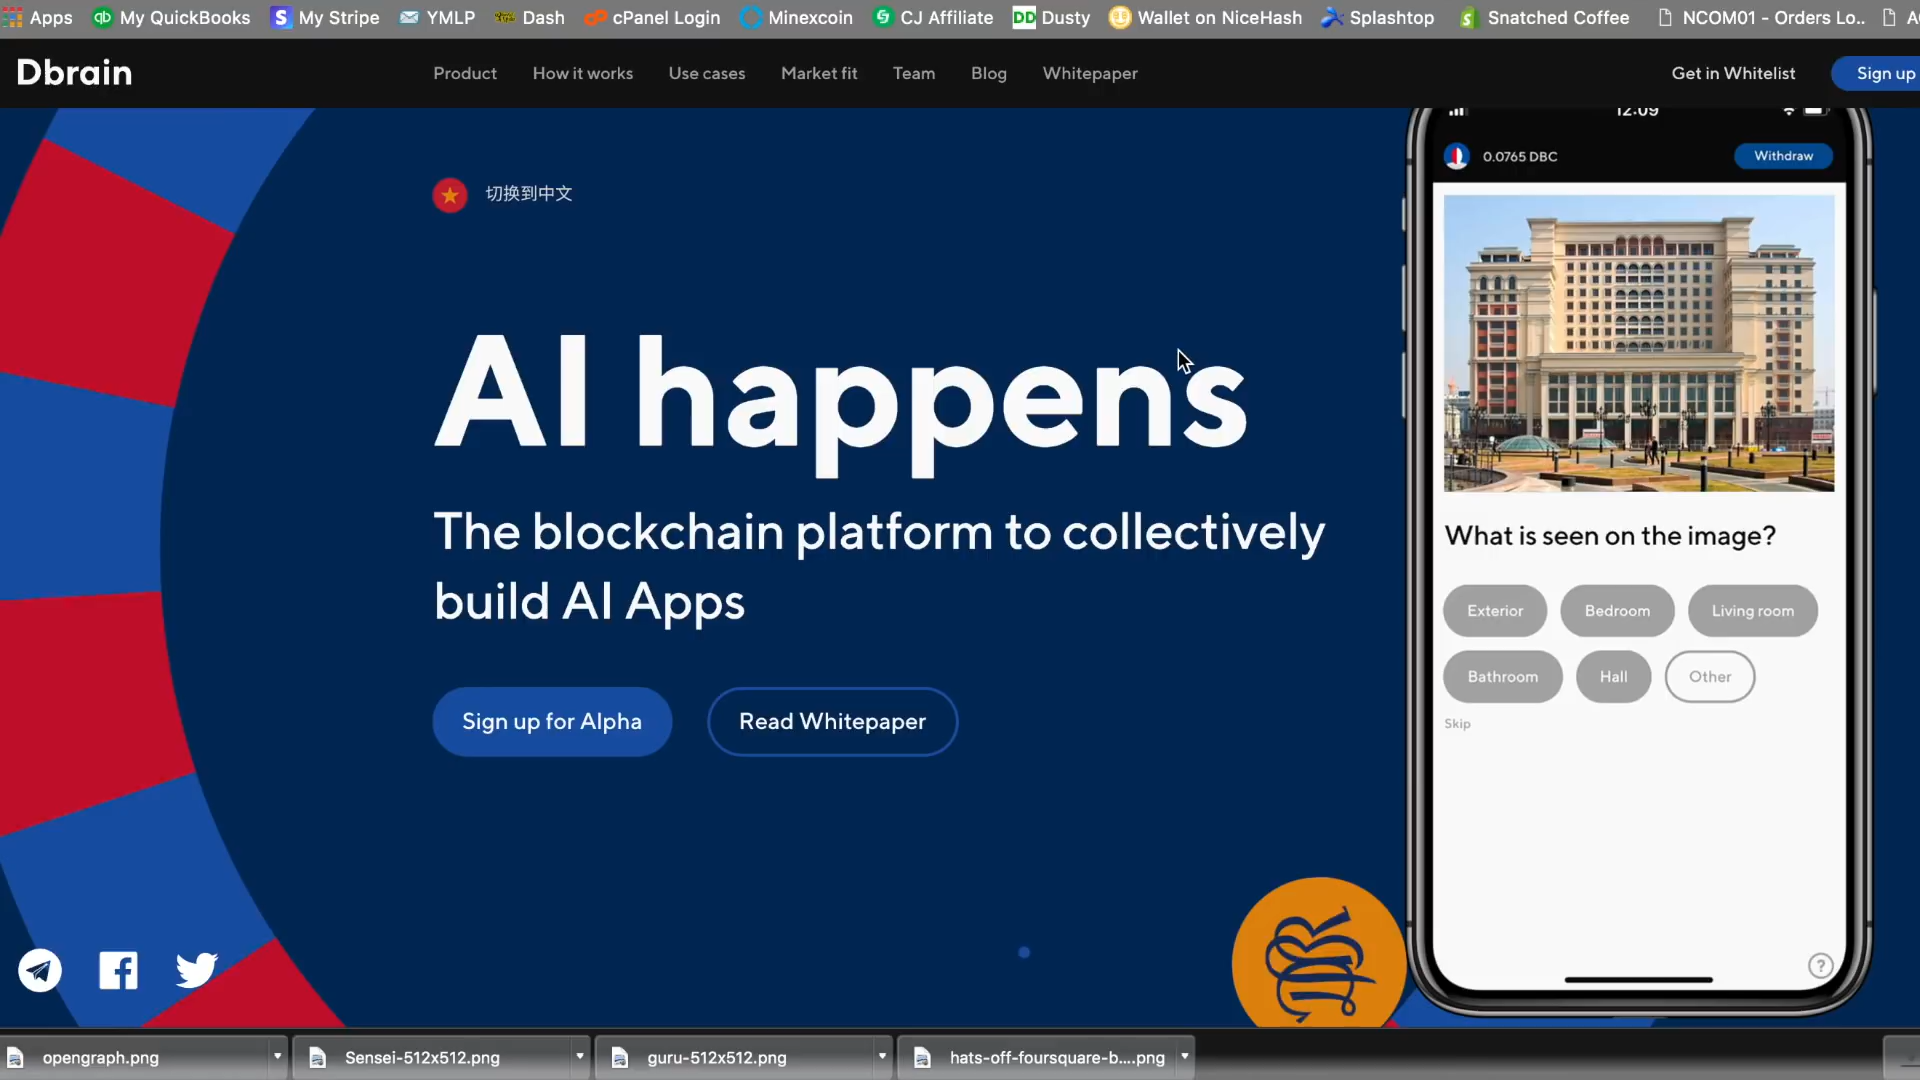 Apps
My QuickBooks
My Stripe
YMLP
Dash
cPanel Login
Minexcoin
CJ Affiliate
DD Dusty
Wallet on NiceHash
Splashtop
Snatched Coffee
NCOM01 - Orders Lo..
Dbrain
Product
How it works
Use cases
Market fit
Team
Blog
Whitepaper
Get in Whitelist
Sign up
切换到中文
AI happens
The blockchain platform to collectively
build AI Apps
Sign up for Alpha
Read Whitepaper
12:09
0.0765 DBC
Withdraw
What is seen on the image?
Exterior
Bedroom
Living room
Bathroom
Hall
Other
Skip
?
opengraph.png
Sensei-512x512.png
guru-512x512.png
hats-off-foursquare-b....png